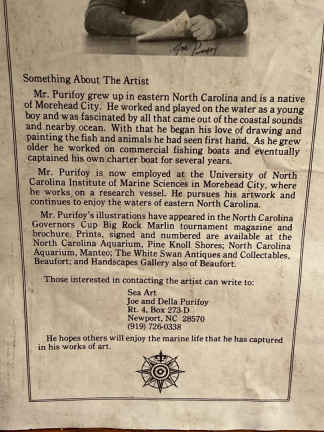 Joe Purifoy
Something About The Artist
Mr. Purifoy grew up in eastern North Carolina and is a native
of Morehead City. He worked and played on the water as a young
boy and was fascinated by all that came out of the coastal sounds
and nearby ocean. With that he began his love of drawing and
painting the fish and animals he had seen first hand. As he grew
older he worked on commercial fishing boats and eventually
captained his own charter boat for several years.
Mr. Purifoy is now employed at the University of North
Carolina Institute of Marine Sciences in Morehead City, where
he works on a research vessel. He pursues his artwork and
continues to enjoy the waters of eastern North Carolina.
Mr. Purifoy's illustrations have appeared in the North Carolina
Governors Cup Big Rock Marlin tournament magazine and
brochure. Prints, signed and numbered are available at the
North Carolina Aquarium, Pine Knoll Shores; North Carolina
Aquarium, Manteo; The White Swan Antiques and Collectables,
Beaufort; and Handscapes Gallery also of Beaufort.
Those interested in contacting the artist can write to:
Sea Art
Joe and Della Purifoy
Rt. 4, Box 273-D
Newport, NC 28570
(919) 726-0338
He hopes others will enjoy the marine life that he has captured
in his works of art.